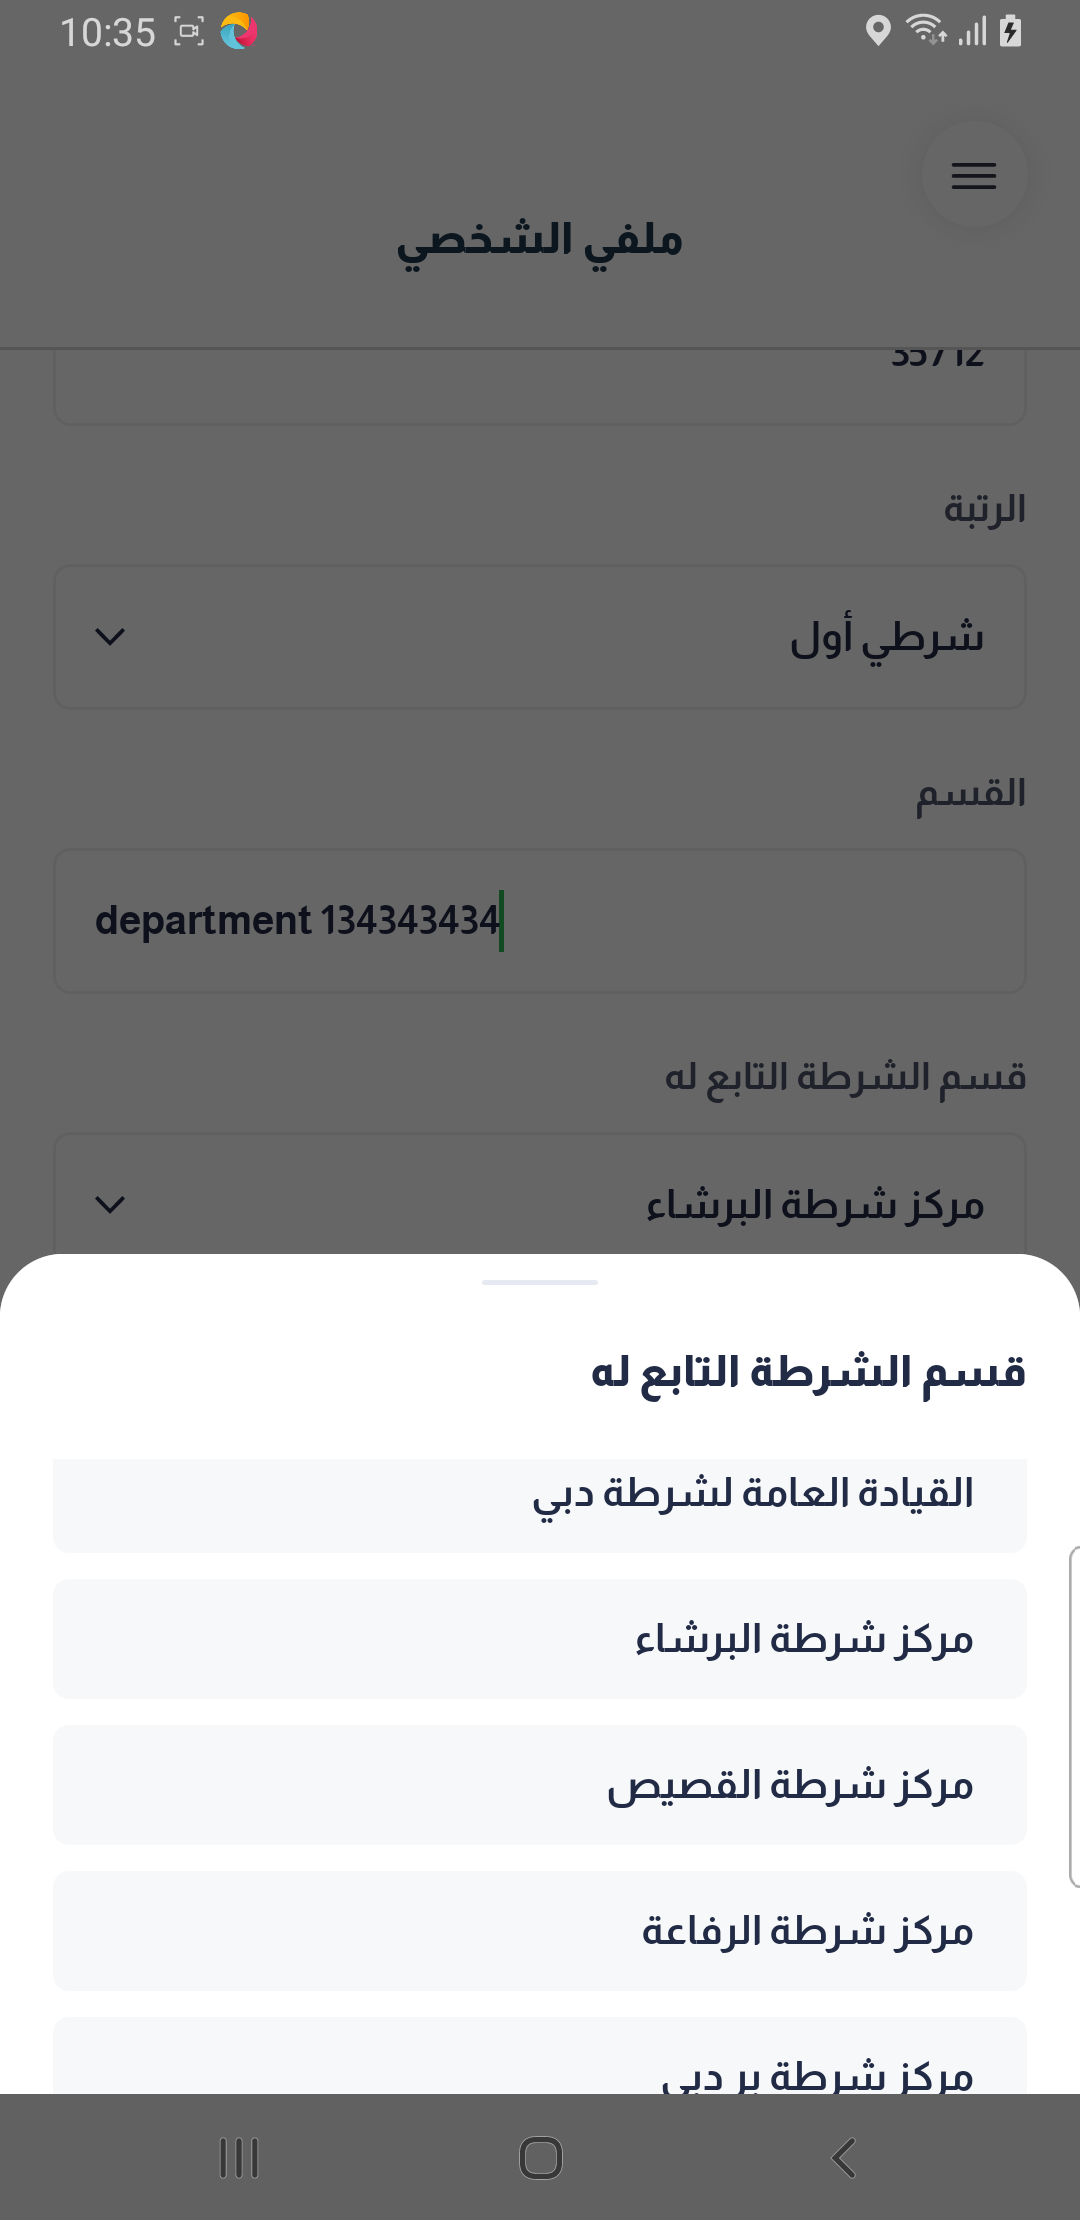 10:35
ملفي الشخصي
35712
الرتبة
شرطي أول
القسم
department 134343434
قسم الشرطة التابع له
مركز شرطة البرشاء
قسم الشرطة التابع له
القيادة العامة لشرطة دبي
مركز شرطة البرشاء
مركز شرطة القصيص
مركز شرطة الرفاعة
مركز شرطة بر دبي